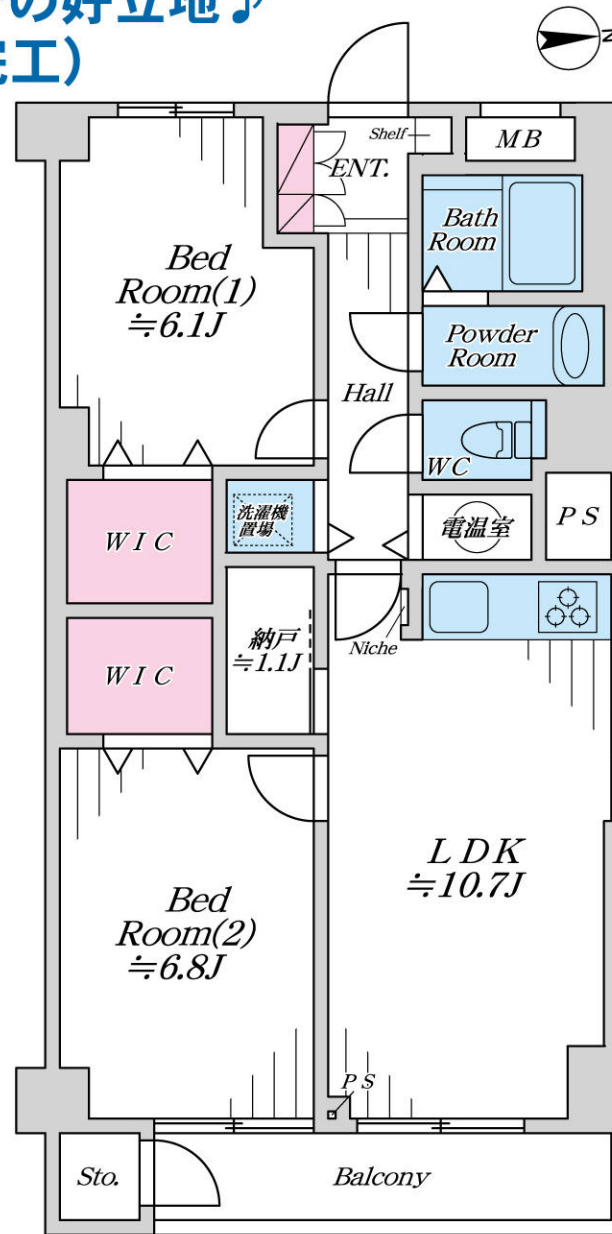 の好立地♪
完工)
N
Shelf
MB
ENT.
Bath
Room
Bed
Room(1)
≒6.1J
Powder
Room
Hall
WC
WIC
洗濯機
置場
電温室
PS
納戸
≒1.1J
Niche
WIC
LDK
≒10.7J
Bed
Room(2)
≒6.8J
PS
Sto.
Balcony